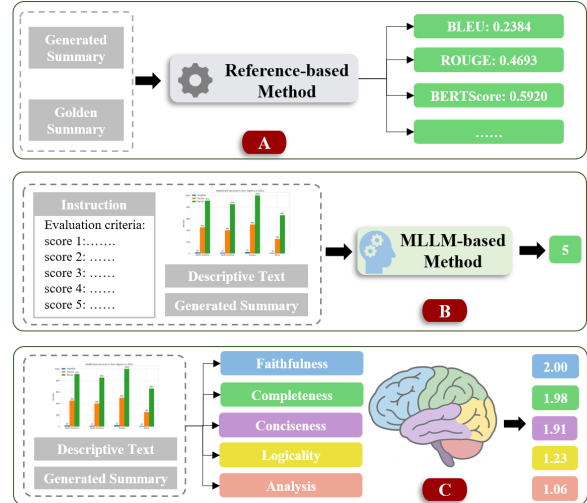 Generated
Summary
Golden
Summary
Reference-based
Method
BLEU: 0.2384
ROUGE: 0.4693
BERTScore: 0.5920
……
A
Instruction
Evaluation criteria:
score 1:…….
score 2: ……
score 3: ……
score 4: ……
score 5: ……
Descriptive Text
Generated Summary
MLLM-based
Method
5
B
Descriptive Text
Generated Summary
Faithfulness
Completeness
Conciseness
Logicality
Analysis
2.00
1.98
1.91
1.23
1.06
C